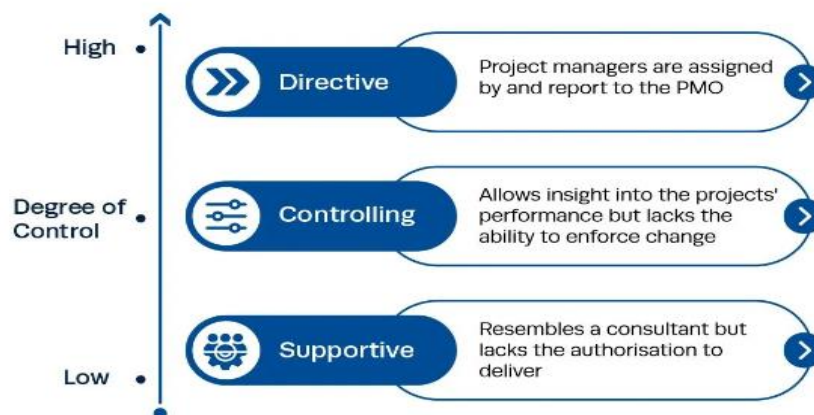 High
Directive
Project managers are assigned
by and report to the PMO
Degree of
Control
Controlling
Allows insight into the projects'
performance but lacks the
ability to enforce change
Low
Supportive
Resembles a consultant but
lacks the authorisation to
deliver